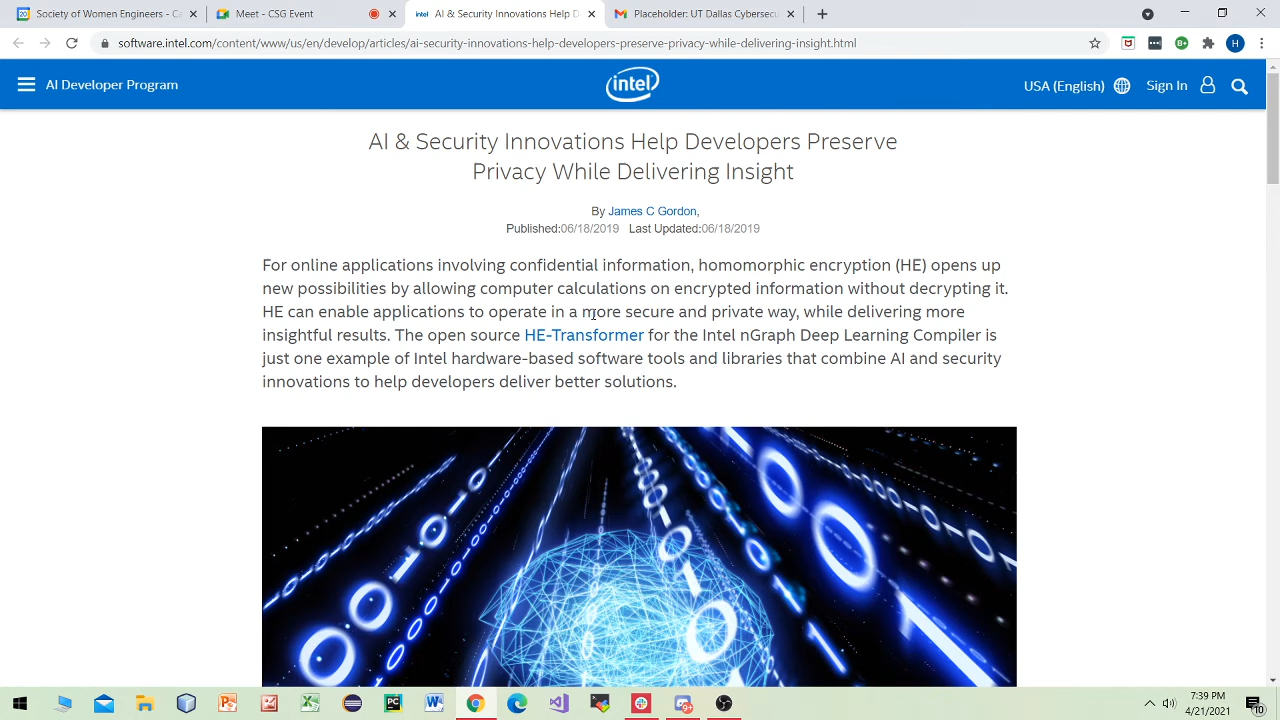 Society of Women Engineers - Ca
Meet - CSG Event
intel AI & Security Innovations Help D
Placeholder: UT Dallas Cybersecu
software.intel.com/content/www/us/en/develop/articles/ai-security-innovations-help-developers-preserve-privacy-while-delivering-insight.html
AI Developer Program
intel
USA (English)
Sign In
AI & Security Innovations Help Developers Preserve
Privacy While Delivering Insight
By James C Gordon,
Published:06/18/2019 Last Updated:06/18/2019
For online applications involving confidential information, homomorphic encryption (HE) opens up
new possibilities by allowing computer calculations on encrypted information without decrypting it.
HE can enable applications to operate in a more secure and private way, while delivering more
insightful results. The open source HE-Transformer for the Intel nGraph Deep Learning Compiler is
just one example of Intel hardware-based software tools and libraries that combine AI and security
innovations to help developers deliver better solutions.
7:39 PM
4/21/2021